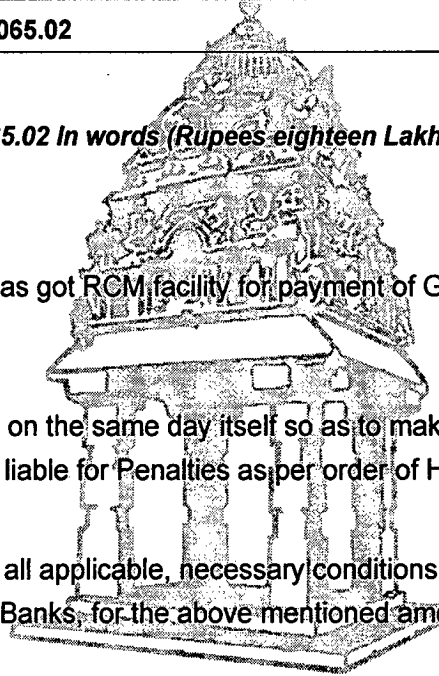 065.02
5.02 In words (Rupees eighteen Lakh
as got RCM facility for payment of G
on the same day itself so as to mak
liable for Penalties as per order of H
all applicable, necessary conditions
Banks, for the above mentioned am